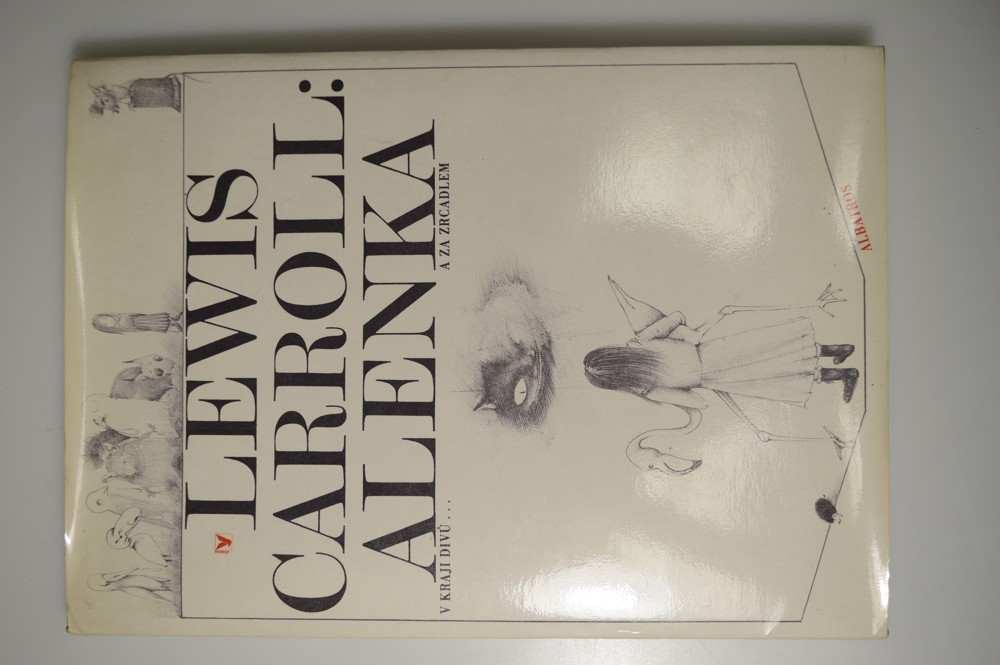 LEWIS
CARROLL:
ALENKA
V KRAJI DIVŮ.... A ZA ZRCADLEM
ALBATROS